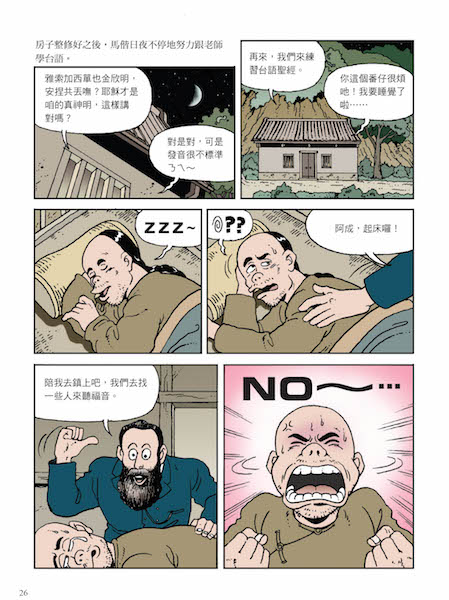 房子整修好之後，馬偕日夜不停地努力跟老師
學台語。
雅索加西單也金欣明，
安捏共丟嘸？耶穌才是
咱的真神明，這樣講
對嗎？
對是對，可是
發音很不標準
ㄋㄟ～
再來，我們來練
習台語聖經。
你這個番仔很煩
吔！我要睡覺了
啦……
ZZZ~
??
阿成，起床囉！
陪我去鎮上吧，我們去找
一些人來聽福音。
NO～…
26